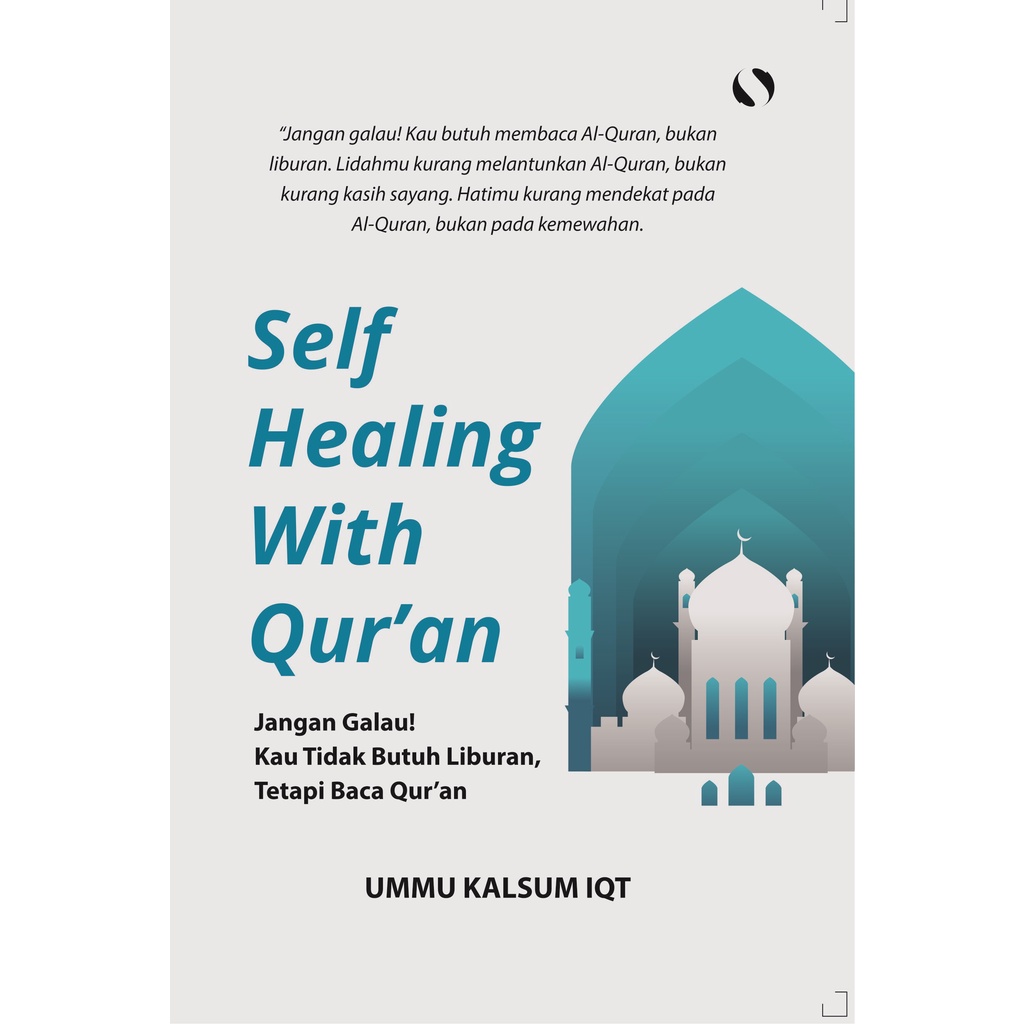 “Jangan galau! Kau butuh membaca Al-Quran, bukan
liburan. Lidahmu kurang melantunkan Al-Quran, bukan
kurang kasih sayang. Hatimu kurang mendekat pada
Al-Quran, bukan pada kemewahan.
Self
Healing
With
Qur’an
Jangan Galau!
Kau Tidak Butuh Liburan,
Tetapi Baca Qur’an
UMMU KALSUM IQT